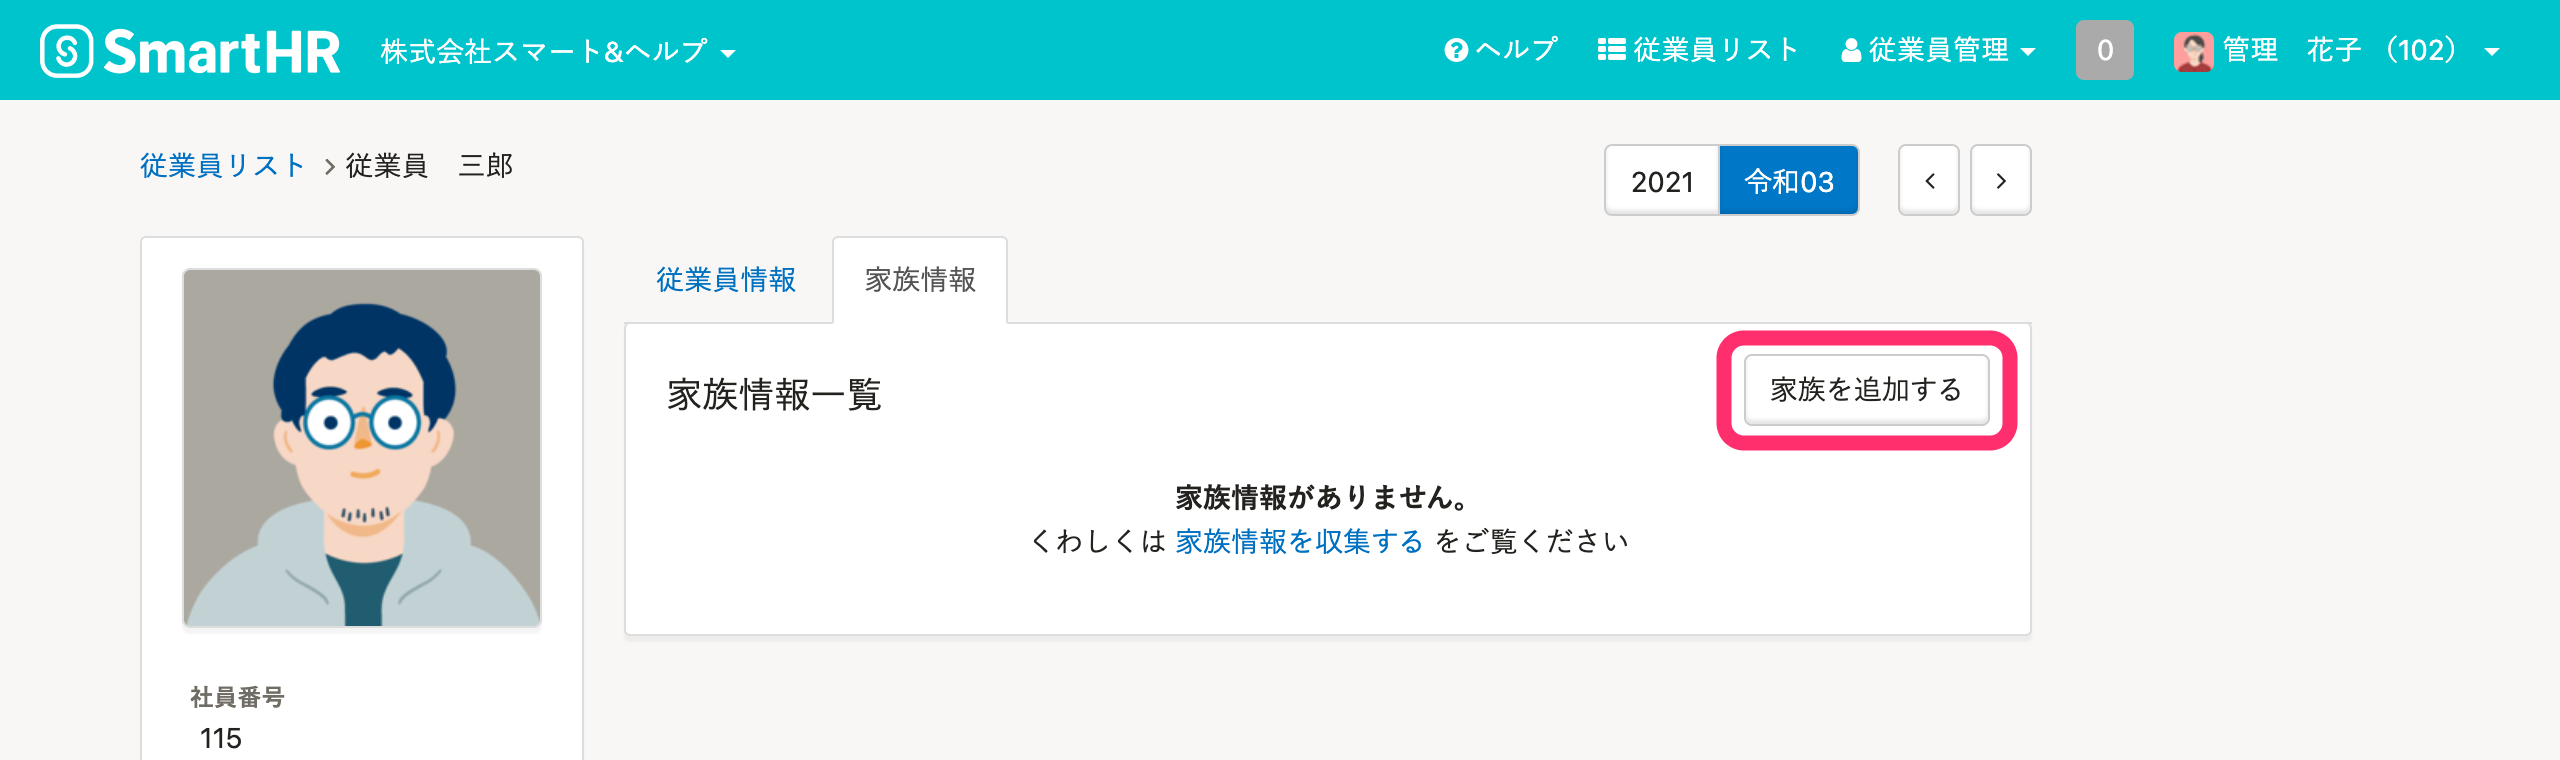 SmartHR 株式会社スマート&ヘルプ ヘルプ 従業員リスト 従業員管理 0 管理 花子 (102)
従業員リスト > 従業員 三郎 2021 令和03 < >
従業員情報 家族情報
家族情報一覧 家族を追加する
家族情報がありません。
くわしくは 家族情報を収集する をご覧ください
社員番号
115